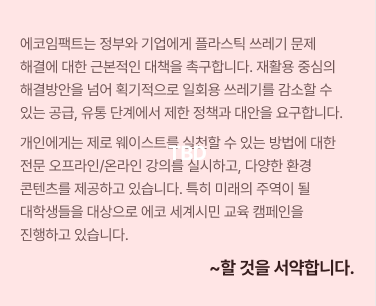 에코임팩트는 정부와 기업에게 플라스틱 쓰레기 문제
해결에 대한 근본적인 대책을 촉구합니다. 재활용 중심의
해결방안을 넘어 획기적으로 일회용 쓰레기를 감소할 수
있는 공급, 유통 단계에서 제한 정책과 대안을 요구합니다.
개인에게는 제로 웨이스트를 실천할 수 있는 방법에 대한
TBD
전문 오프라인/온라인 강의를 실시하고, 다양한 환경
콘텐츠를 제공하고 있습니다. 특히 미래의 주역이 될
대학생들을 대상으로 에코 세계시민 교육 캠페인을
진행하고 있습니다.
~할 것을 서약합니다.